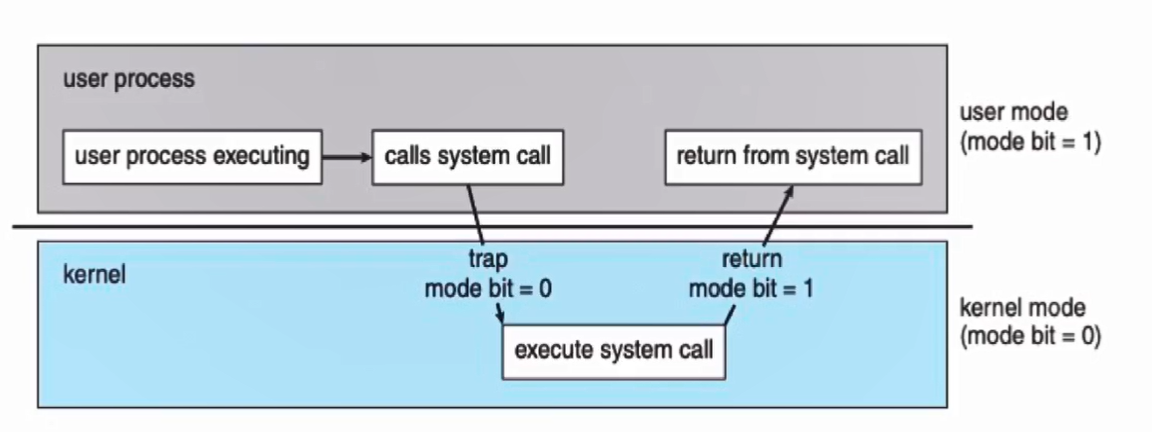 user process
user process executing
calls system call
return from system call
user mode
(mode bit = 1)
kernel
trap
mode bit = 0
return
mode bit = 1
execute system call
kernel mode
(mode bit = 0)